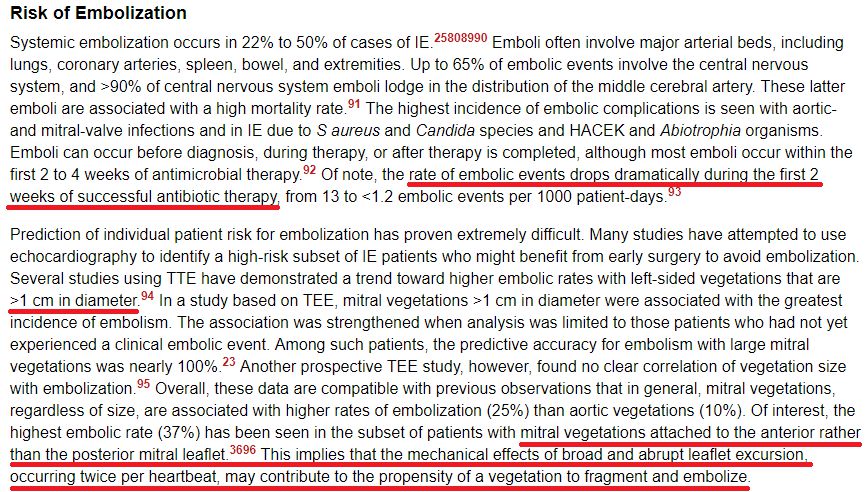 Risk of Embolization
Systemic embolization occurs in 22% to 50% of cases of IE.25808990 Emboli often involve major arterial beds, including
lungs, coronary arteries, spleen, bowel, and extremities. Up to 65% of embolic events involve the central nervous
system, and >90% of central nervous system emboli lodge in the distribution of the middle cerebral artery. These latter
emboli are associated with a high mortality rate.91 The highest incidence of embolic complications is seen with aortic-
and mitral-valve infections and in IE due to S aureus and Candida species and HACEK and Abiotrophia organisms.
Emboli can occur before diagnosis, during therapy, or after therapy is completed, although most emboli occur within the
first 2 to 4 weeks of antimicrobial therapy.92 Of note, the rate of embolic events drops dramatically during the first 2
weeks of successful antibiotic therapy, from 13 to <1.2 embolic events per 1000 patient-days.93
Prediction of individual patient risk for embolization has proven extremely difficult. Many studies have attempted to use
echocardiography to identify a high-risk subset of IE patients who might benefit from early surgery to avoid embolization.
Several studies using TTE have demonstrated a trend toward higher embolic rates with left-sided vegetations that are
>1 cm in diameter.94 In a study based on TEE, mitral vegetations >1 cm in diameter were associated with the greatest
incidence of embolism. The association was strengthened when analysis was limited to those patients who had not yet
experienced a clinical embolic event. Among such patients, the predictive accuracy for embolism with large mitral
vegetations was nearly 100%.23 Another prospective TEE study, however, found no clear correlation of vegetation size
with embolization.95 Overall, these data are compatible with previous observations that in general, mitral vegetations,
regardless of size, are associated with higher rates of embolization (25%) than aortic vegetations (10%). Of interest, the
highest embolic rate (37%) has been seen in the subset of patients with mitral vegetations attached to the anterior rather
than the posterior mitral leaflet.3696 This implies that the mechanical effects of broad and abrupt leaflet excursion,
occurring twice per heartbeat, may contribute to the propensity of a vegetation to fragment and embolize.